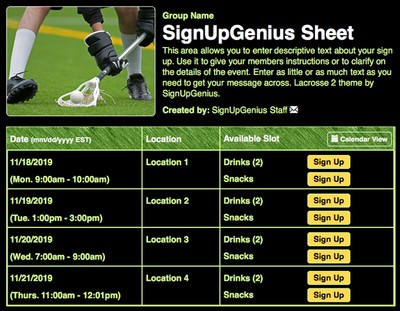 Group Name
SignUpGenius Sheet
This area allows you to enter descriptive text about your sign
up. Use it to give your members instructions or to clarify on
the details of the event. Enter as little or as much text as you
need to get your message across. Lacrosse 2 theme by
SignUpGenius.
Created by: SignUpGenius Staff
Date (mm/dd/yyyy EST) Location Available Slot Calendar View
11/18/2019 Location 1 Drinks (2) Sign Up
(Mon. 9:00am - 10:00am) Snacks Sign Up
11/19/2019 Location 2 Drinks (2) Sign Up
(Tue. 1:00pm - 3:00pm) Snacks Sign Up
11/20/2019 Location 3 Drinks (2) Sign Up
(Wed. 7:00am - 9:00am) Snacks Sign Up
11/21/2019 Location 4 Drinks (2) Sign Up
(Thurs. 11:00am - 12:01pm) Snacks Sign Up